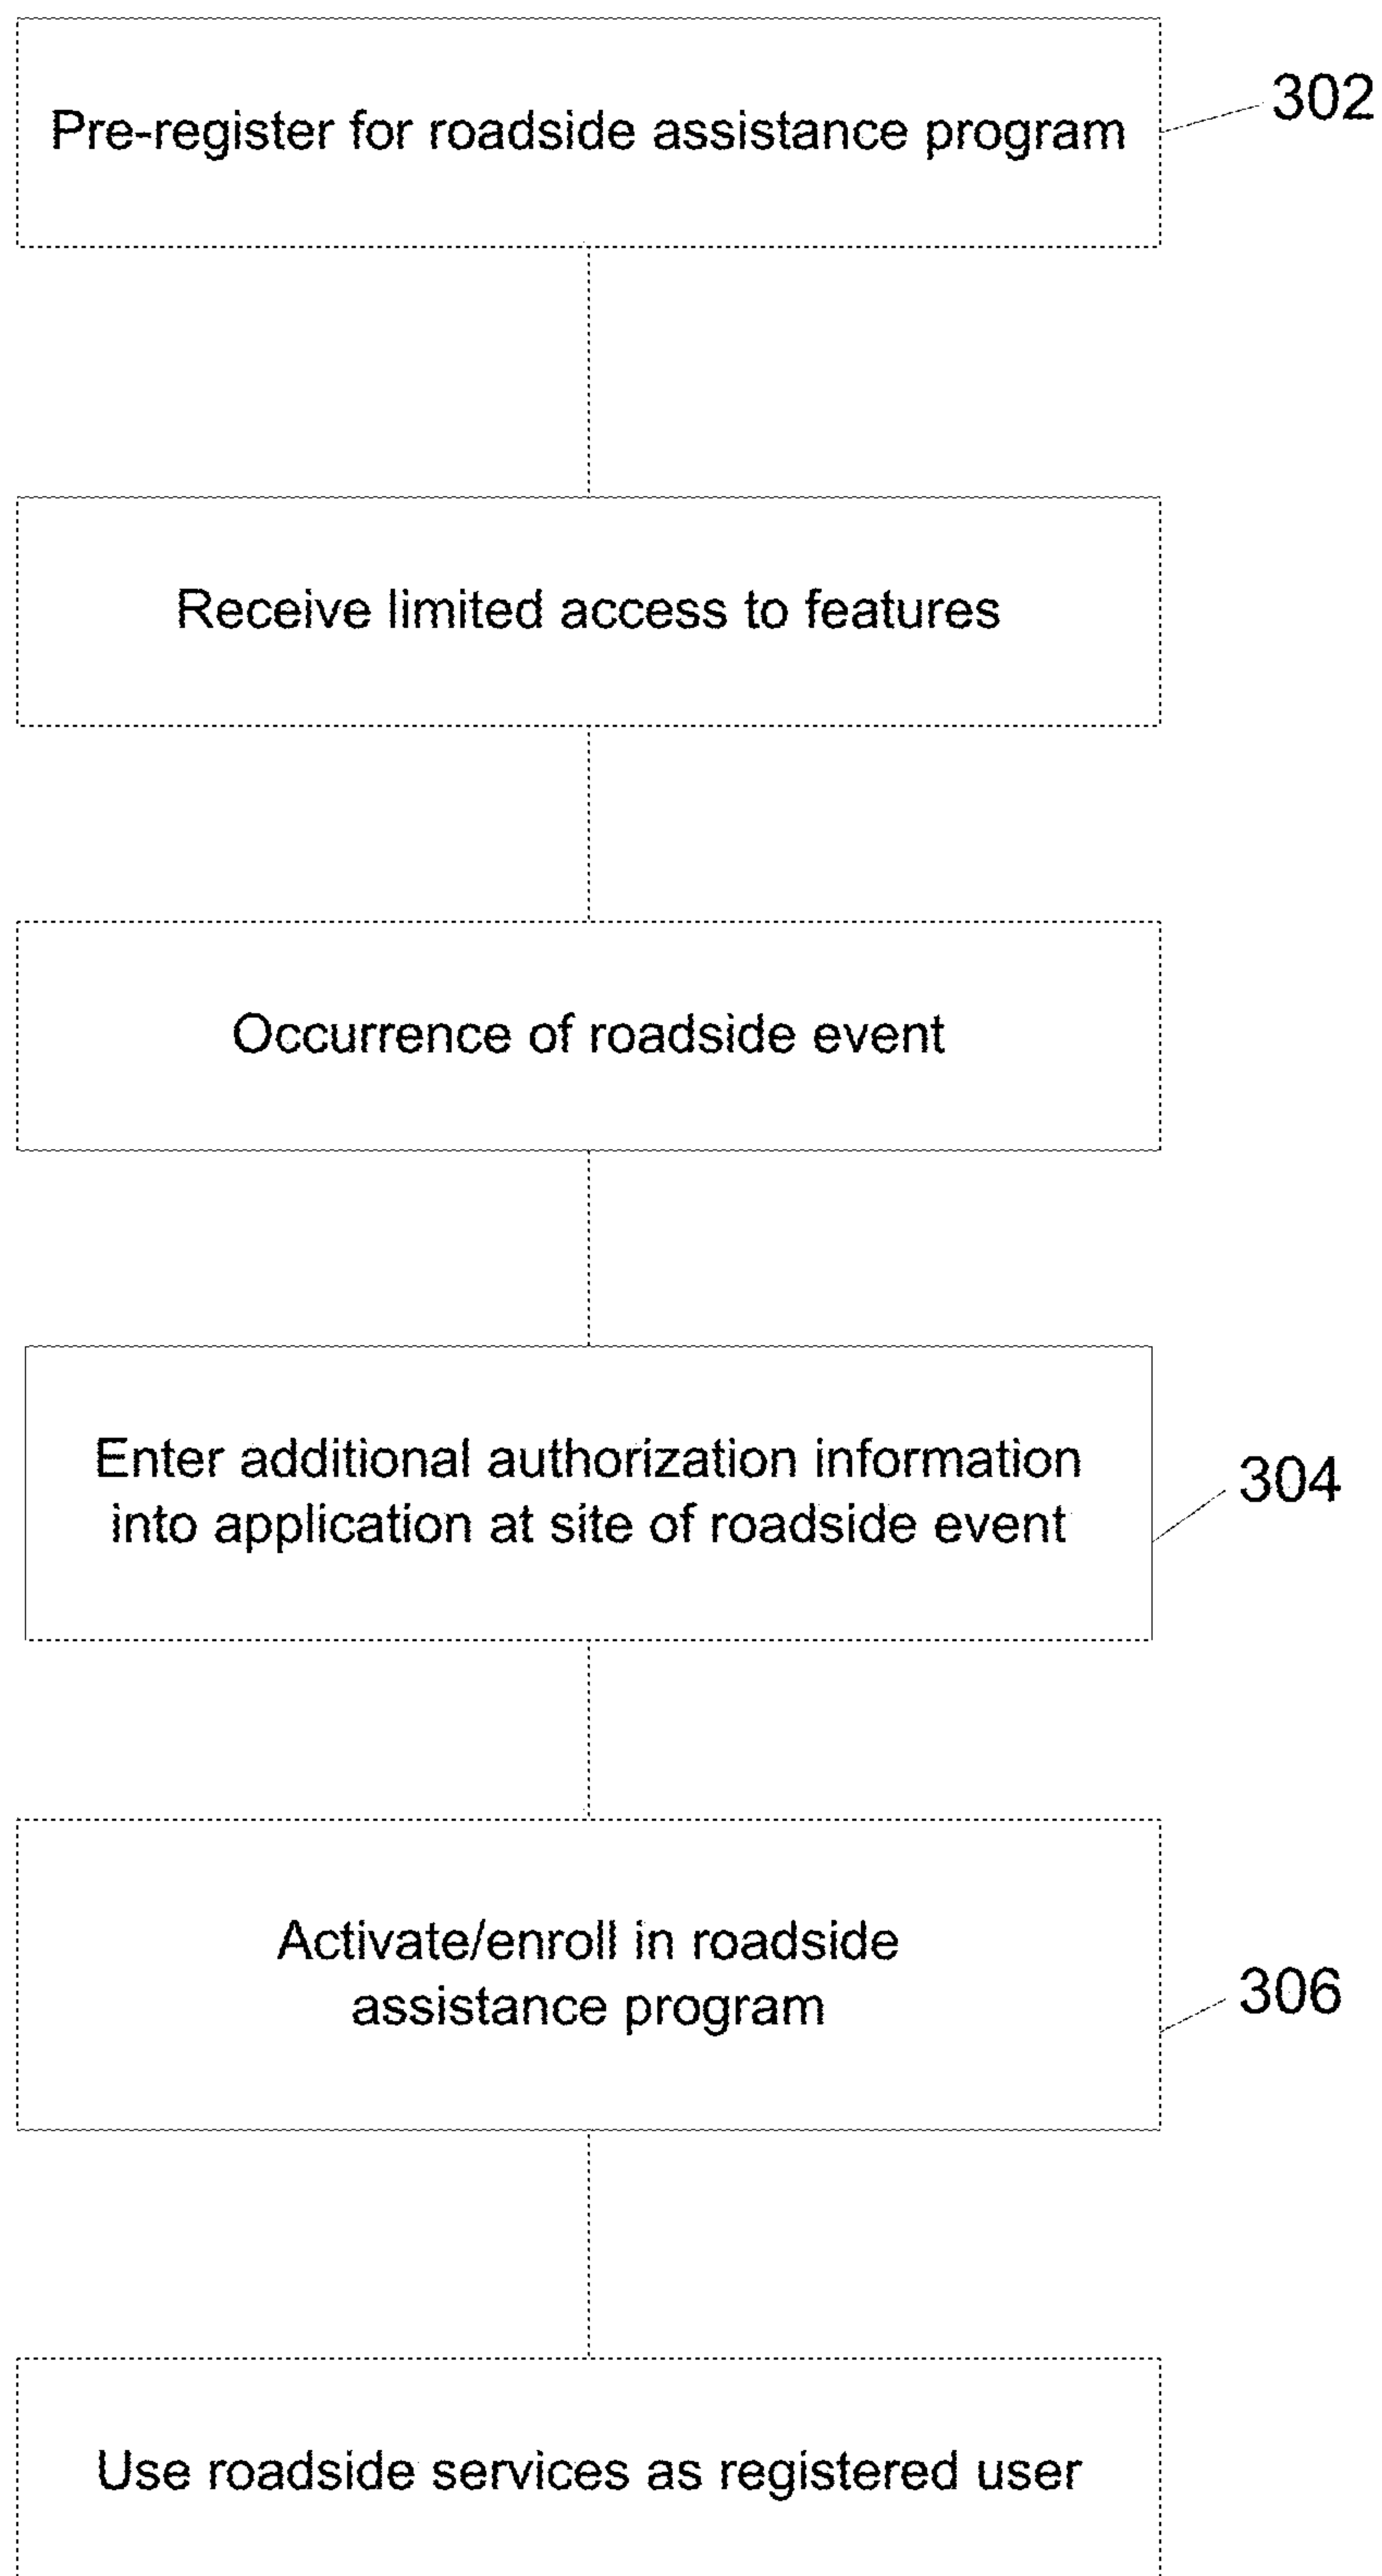 Pre-register for roadside assistance program
302
Receive limited access to features
Occurrence of roadside event
Enter additional authorization information
into application at site of roadside event
304
Activate/enroll in roadside
assistance program
306
Use roadside services as registered user